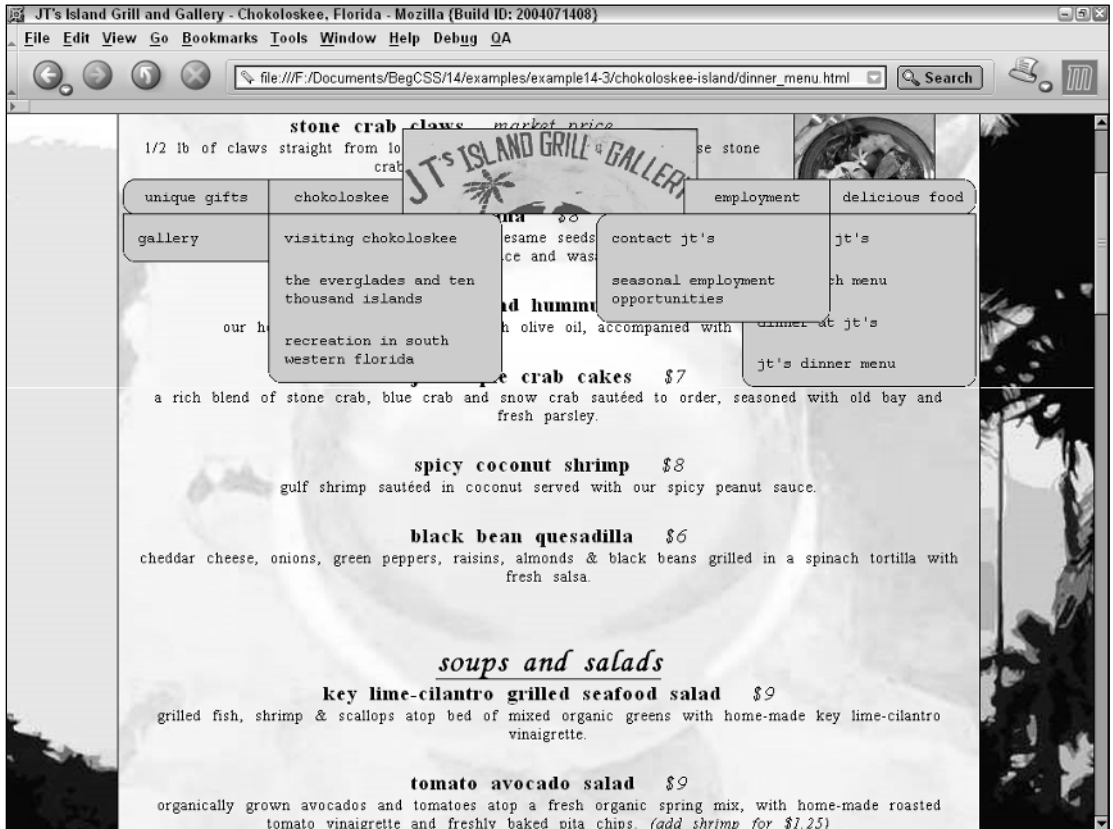 JT's Island Grill and Gallery - Chokoloskee, Florida - Mozilla {Build ID: 2004071408}
File Edit View Go Bookmarks Tools Window Help Debug QA
file:///F:/Documents/BegCSS/14/examples/example14-3/chokoloskee-island/dinner_menu.html Search
stone crab claws market price
1/2 lb of claws straight from se stone
crab
JT's ISLAND GRILL & GALLERY
unique gifts chokoloskee employment delicious food
$8
gallery visiting chokoloskee esame seeds contact jt's jt's
and
the everglades and ten seasonal employment menu
thousand islands opportunities
our olive oil, accompanied with dinner at jt's
recreation in south
western florida jt's dinner menu
crab cakes $7
a rich blend of stone crab, blue crab and snow crab sautéed to order, seasoned with old bay and
fresh parsley.
spicy coconut shrimp $8
gulf shrimp sautéed in coconut served with our spicy peanut sauce.
black bean quesadilla $6
cheddar cheese, onions, green peppers, raisins, almonds & black beans grilled in a spinach tortilla with
fresh salsa.
soups and salads
key lime-cilantro grilled seafood salad $9
grilled fish, shrimp & scallops atop bed of mixed organic greens with home-made key lime-cilantro
vinaigrette.
tomato avocado salad $9
organically grown avocados and tomatoes atop a fresh organic spring mix, with home-made roasted
tomato vinaigrette and freshly baked pita chips. (add shrimp for $1.25)